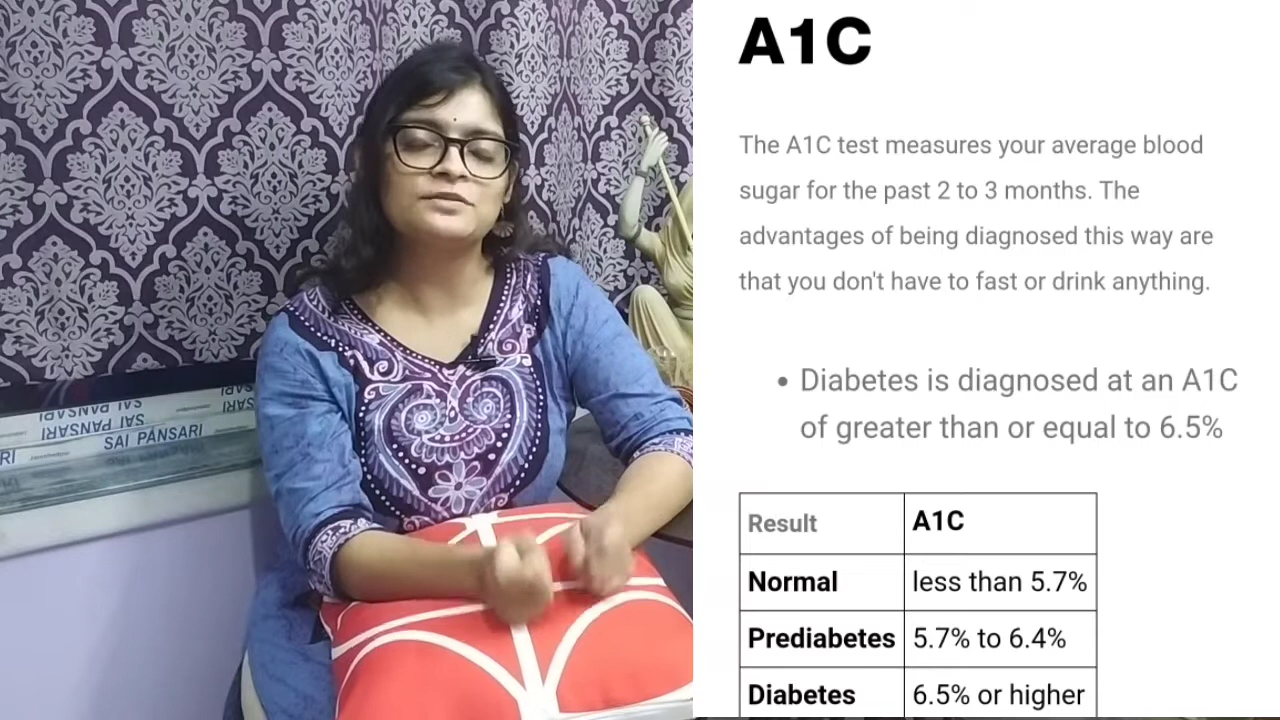 SAI PANSARI
A1C
The A1C test measures your average blood
sugar for the past 2 to 3 months. The
advantages of being diagnosed this way are
that you don't have to fast or drink anything.
• Diabetes is diagnosed at an A1C
of greater than or equal to 6.5%
Result A1C
Normal less than 5.7%
Prediabetes 5.7% to 6.4%
Diabetes 6.5% or higher